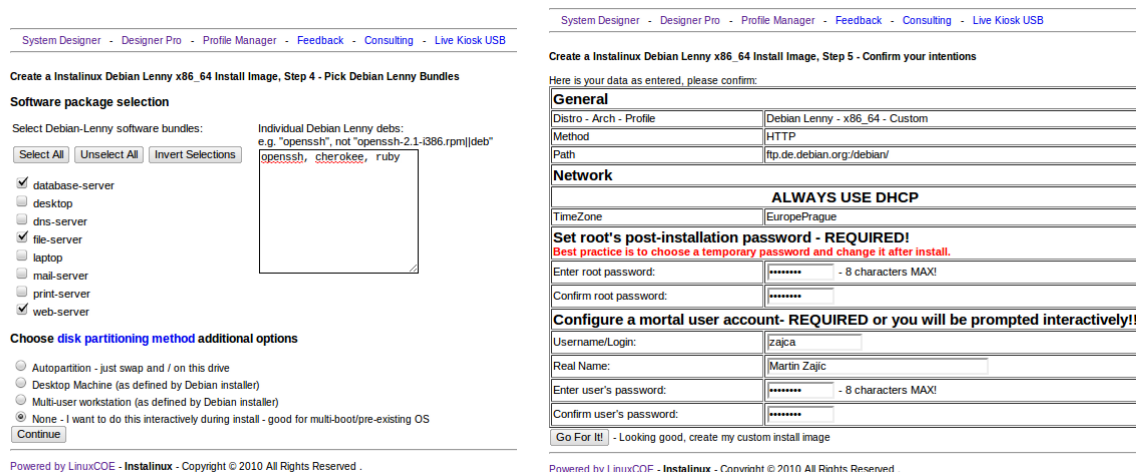 System Designer - Designer Pro - Profile Manager - Feedback - Consulting - Live Kiosk USB
Create a Instalinux Debian Lenny x86_64 Install Image, Step 4 - Pick Debian Lenny Bundles
Software package selection
Select Debian-Lenny software bundles:
Select All Unselect All Invert Selections
database-server
desktop
dns-server
file-server
laptop
mail-server
print-server
web-server
Individual Debian Lenny debs:
e.g. "openssh", not "openssh-2.1-i386.rpm||deb"
openssh, cherokee, ruby
Choose disk partitioning method additional options
Autopartition - just swap and / on this drive
Desktop Machine (as defined by Debian installer)
Multi-user workstation (as defined by Debian installer)
None - I want to do this interactively during install - good for multi-boot/pre-existing OS
Continue
Powered by LinuxCOE - Instalinux - Copyright © 2010 All Rights Reserved .
System Designer - Designer Pro - Profile Manager - Feedback - Consulting - Live Kiosk USB
Create a Instalinux Debian Lenny x86_64 Install Image, Step 5 - Confirm your intentions
Here is your data as entered, please confirm:
General
Distro - Arch - Profile Debian Lenny - x86_64 - Custom
Method HTTP
Path ftp.de.debian.org:/debian/
Network
ALWAYS USE DHCP
TimeZone EuropePrague
Set root's post-installation password - REQUIRED!
Best practice is to choose a temporary password and change it after install.
Enter root password: •••••••• - 8 characters MAX!
Confirm root password: ••••••••
Configure a mortal user account- REQUIRED or you will be prompted interactively!!
Username/Login: zajca
Real Name: Martin Zajíc
Enter user's password: •••••••• - 8 characters MAX!
Confirm user's password: ••••••••
Go For It! - Looking good, create my custom install image
Powered by LinuxCOE - Instalinux - Copyright © 2010 All Rights Reserved .